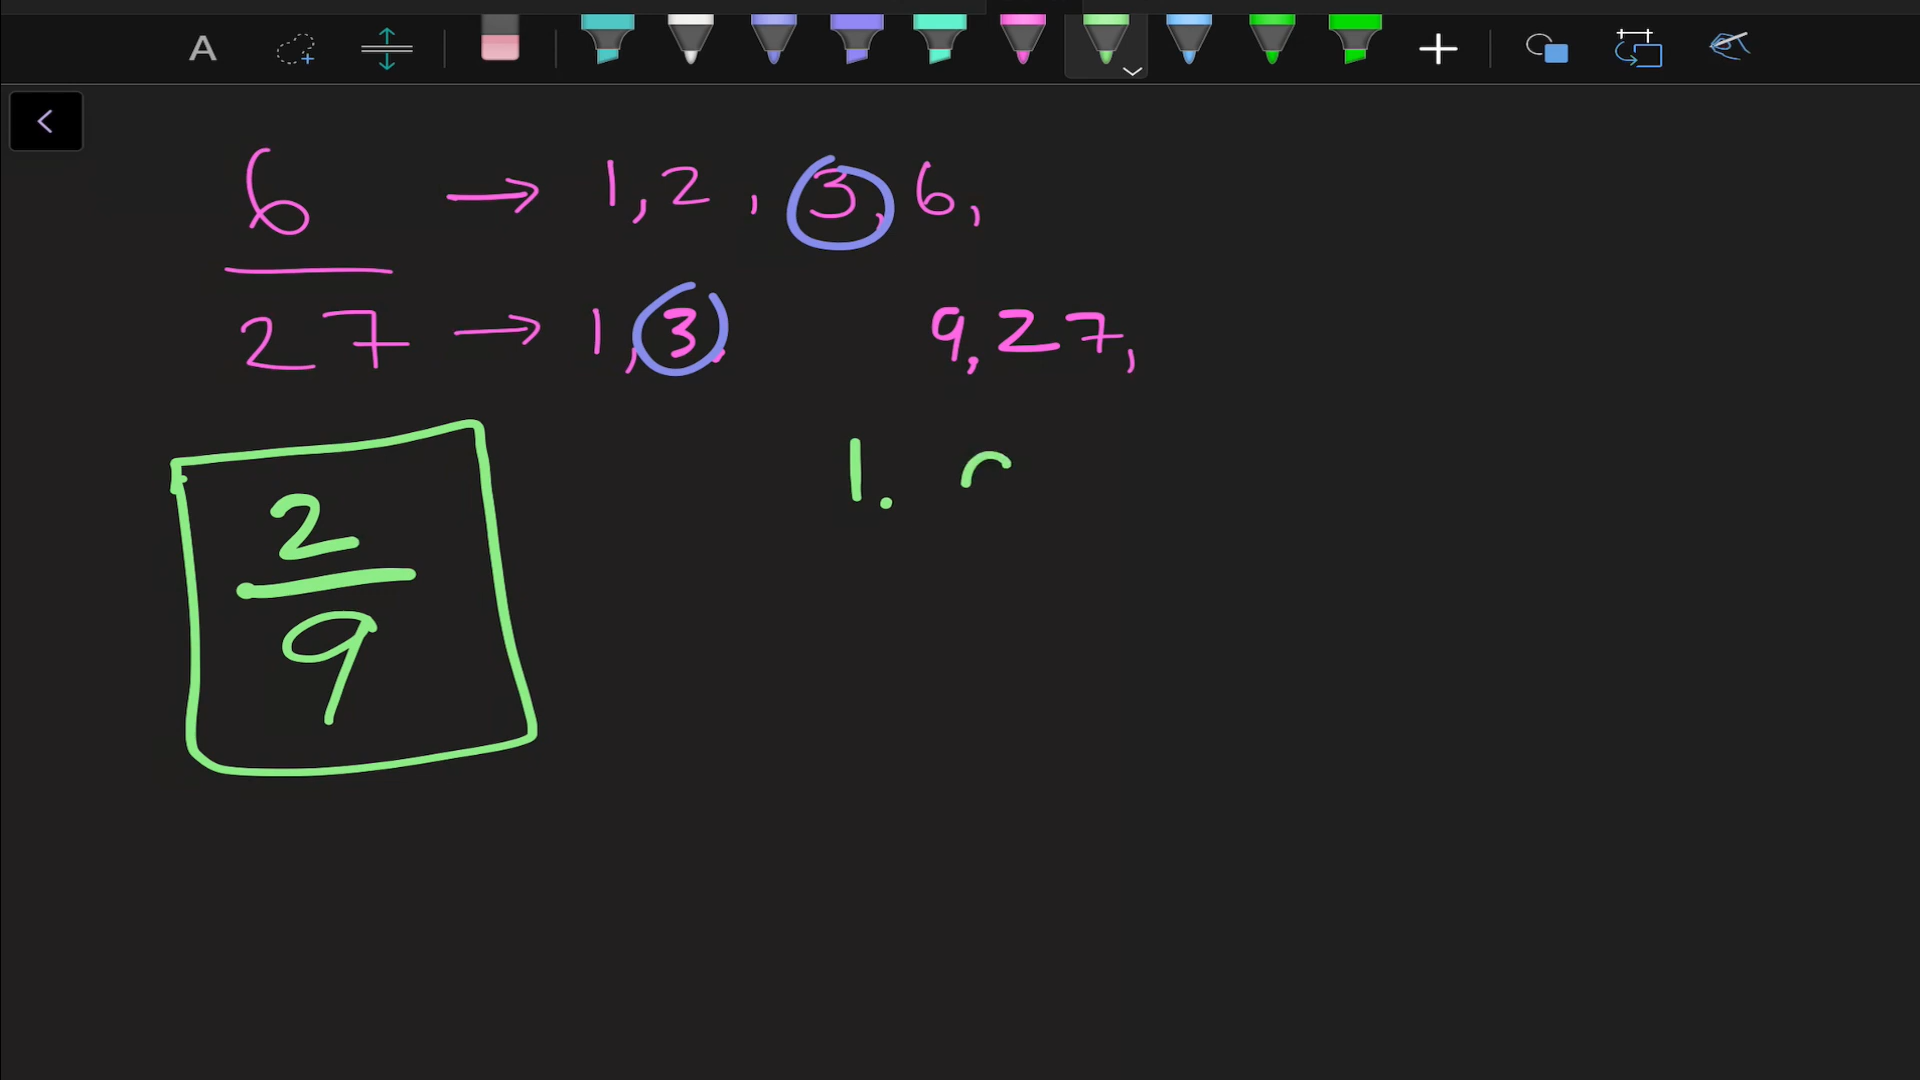 A
6 → 1, 2, 3, 6,
27 → 1, 3, 9, 27,
2
9
1.